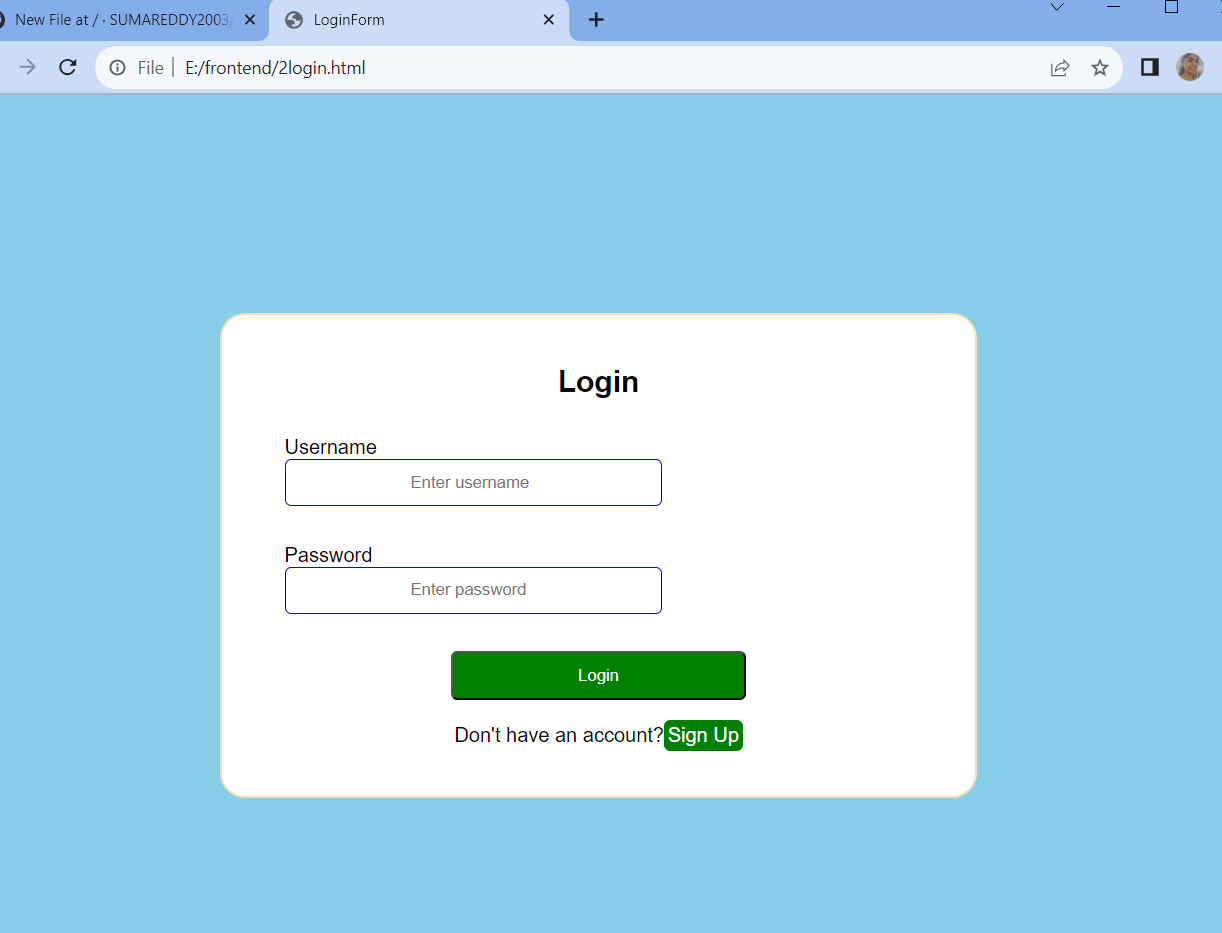 New File at / · SUMAREDDY2003/
LoginForm
File
E:/frontend/2login.html
Login
Username
Enter username
Password
Enter password
Login
Don't have an account? Sign Up